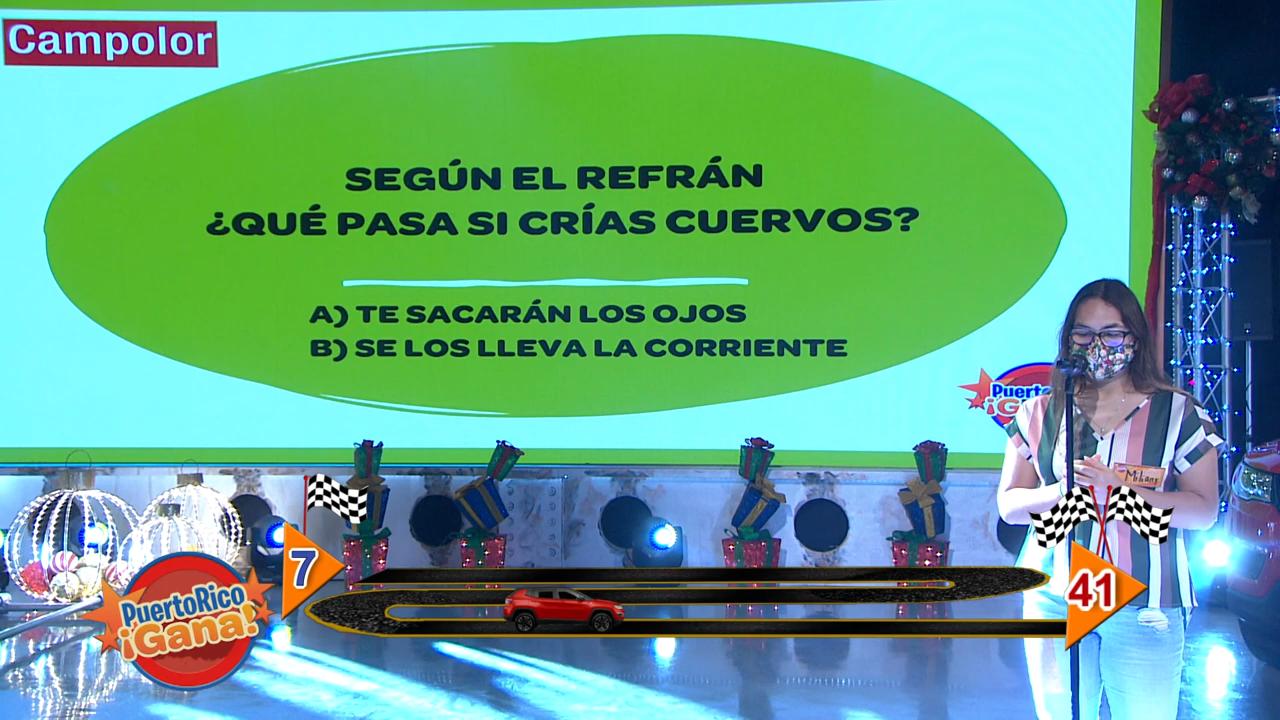 Campolor
SEGÚN EL REFRÁN
¿QUÉ PASA SI CRÍAS CUERVOS?
A) TE SACARÁN LOS OJOS
B) SE LOS LLEVA LA CORRIENTE
Puerto
¡G
7
41
PuertoRico
¡Gana!